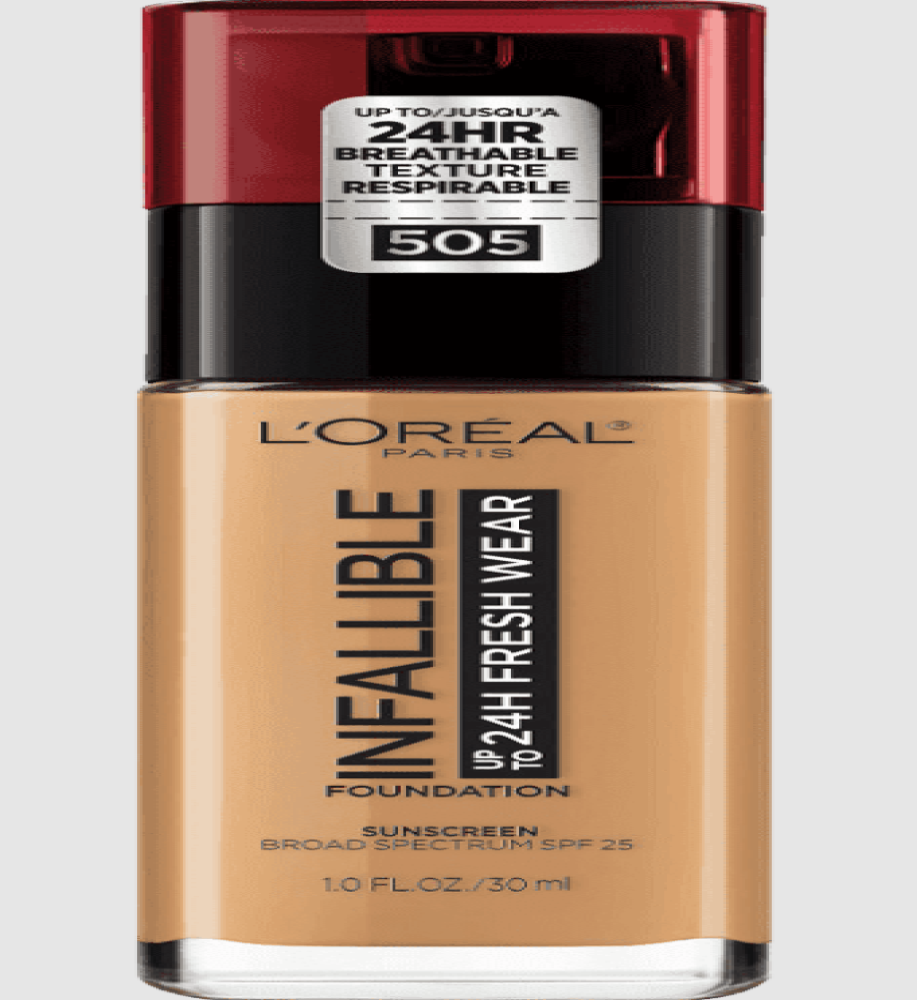 UP TO/JUSQU'A
24HR
BREATHABLE
TEXTURE
RESPIRABLE
505
L'ORÉAL®
PARIS
INFALLIBLE
UP TO 24H FRESH WEAR
FOUNDATION
SUNSCREEN
BROAD SPECTRUM SPF 25
1.0 FL.OZ./30 ml